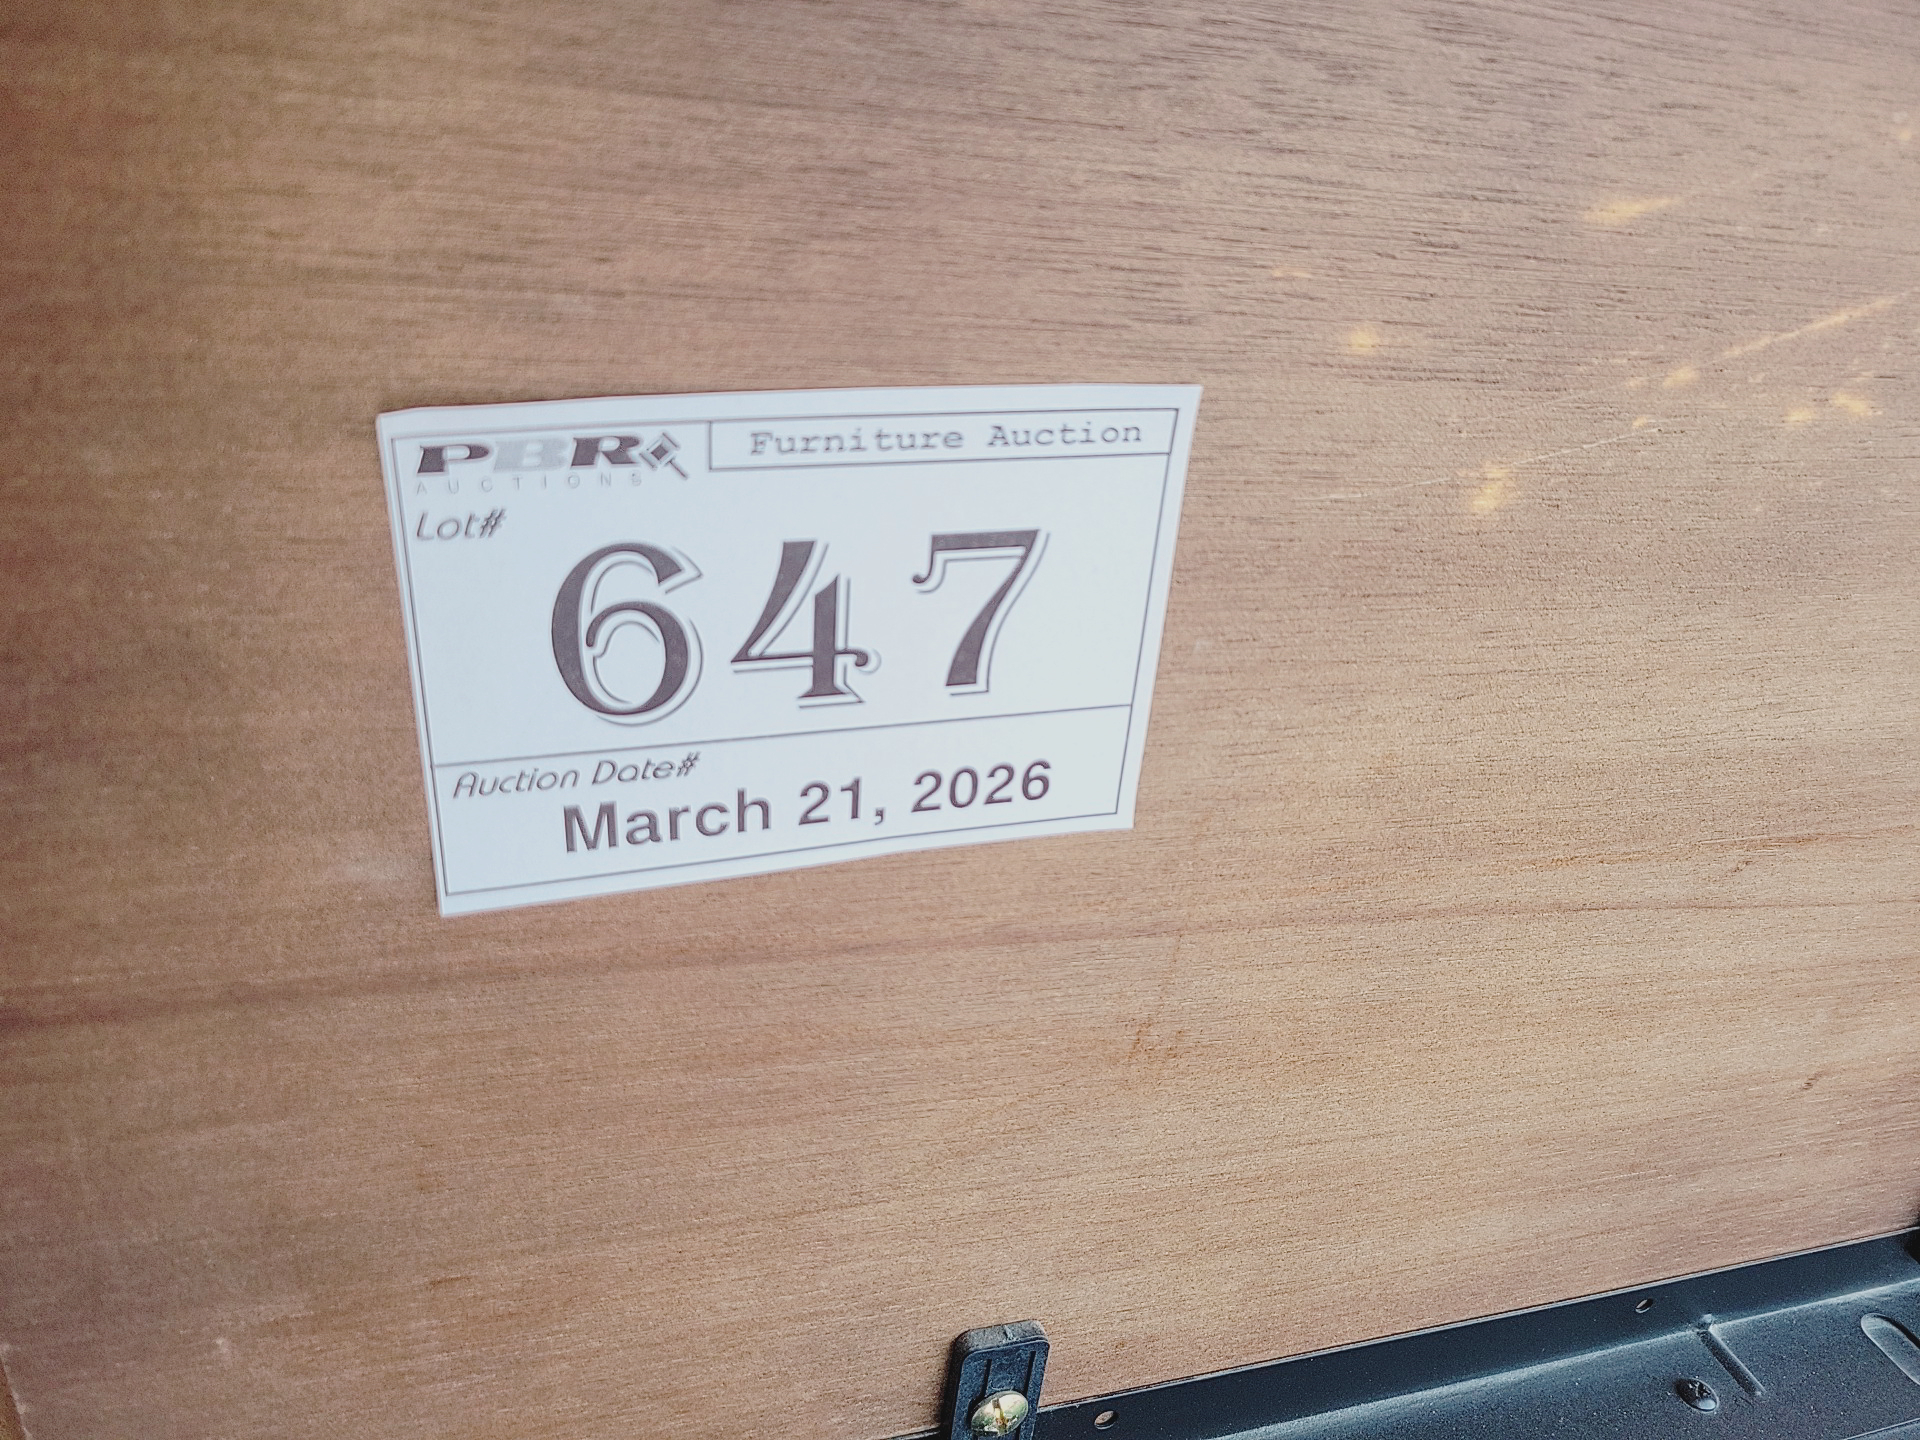 PBR Furniture Auction
AUCTIONS
Lot#
647
Auction Date#
March 21, 2026